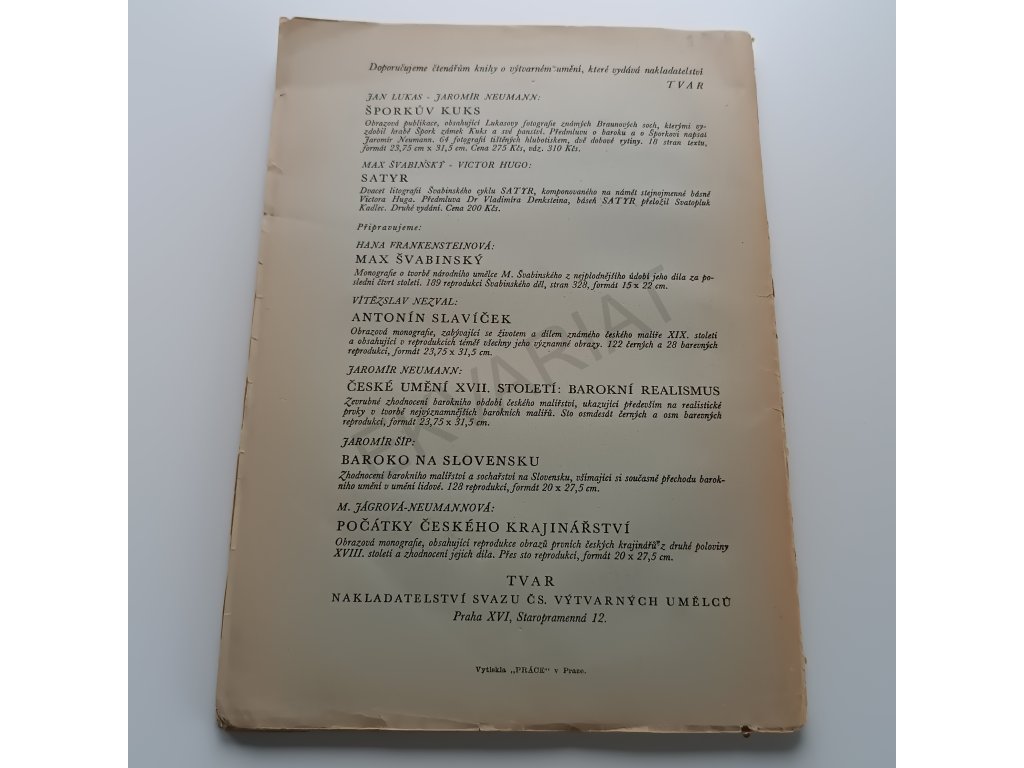 Doporučujeme čtenářům knihy o výtvarném umění, které vydává nakladatelství
TVAR
JAN LUKAS - JAROMÍR NEUMANN:
ŠPORKŮV KUKS
Obrazová publikace, obsahující Lukasovy fotografie známých Braunových soch, kterými vy-
zdobil hrabě Špork zámek Kuks a své panství. Předmluvu o baroku a o Šporkovi napsal
Jaromír Neumann. 64 fotografií tištěných hlubotiskem, dvě dobové rytiny. 18 stran textu,
formát 23,75 cm x 31,5 cm. Cena 275 Kčs, váz. 310 Kčs.
MAX ŠVABINSKÝ - VICTOR HUGO:
SATYR
Dvacet litografií Švabinského cyklu SATYR, komponovaného na námět stejnojmenné básně
Victora Huga. Předmluva Dr Vladimíra Denksteina, báseň SATYR přeložil Svatopluk
Kadlec. Druhé vydání. Cena 200 Kčs.
Připravujeme:
HANA FRANKENSTEINOVÁ:
MAX ŠVABINSKÝ
Monografie o tvorbě národního umělce M. Švabinského z nejplodnějšího údobí jeho díla za po-
slední čtvrt století. 189 reprodukcí Švabinského děl, stran 328, formát 15 x 22 cm.
VÍTĚZSLAV NEZVAL:
ANTONÍN SLAVÍČEK
Obrazová monografie, zabývající se životem a dílem známého českého malíře XIX. století
a obsahující v reprodukcích téměř všechny jeho významné obrazy. 122 černých a 28 barevných
reprodukcí, formát 23,75 x 31,5 cm.
JAROMÍR NEUMANN:
ČESKÉ UMĚNÍ XVII. STOLETÍ: BAROKNÍ REALISMUS
Zevrubné zhodnocení barokního období českého malířství, ukazující především na realistické
prvky v tvorbě nejvýznamnějších barokních malířů. Sto osmdesát černých a osm barevných
reprodukcí, formát 23,75 x 31,5 cm.
JAROMÍR ŠÍP:
BAROKO NA SLOVENSKU
Zhodnocení barokního malířství a sochařství na Slovensku, všímající si současně přechodu barok-
ního umění v umění lidové. 128 reprodukcí, formát 20 x 27,5 cm.
M. JÁGROVÁ-NEUMANNOVÁ:
POČÁTKY ČESKÉHO KRAJINÁŘSTVÍ
Obrazová monografie, obsahující reprodukce obrazů prvních českých krajinářů z druhé poloviny
XVIII. století a zhodnocení jejich díla. Přes sto reprodukcí, formát 20 x 27,5 cm.
TVAR
NAKLADATELSTVÍ SVAZU ČS. VÝTVARNÝCH UMĚLCŮ
Praha XVI, Staropramenná 12.
Vytiskla „PRÁCE“ v Praze.
EKVARIAT